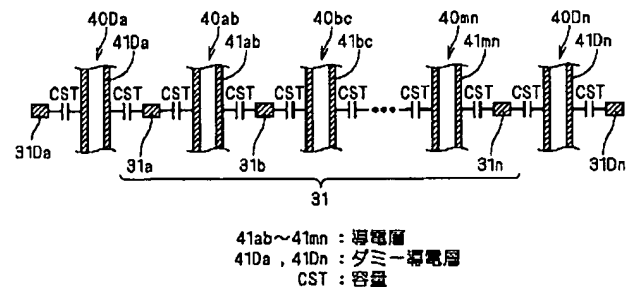 40Da 40ab 40bc 40mn 40Dn
41Da 41ab 41bc 41mn 41Dn
CST CST CST CST CST CST CST CST CST CST
31Da 31a 31b 31n 31Dn
31
41ab～41mn : 導電層
41Da , 41Dn : ダミー導電層
CST : 容量